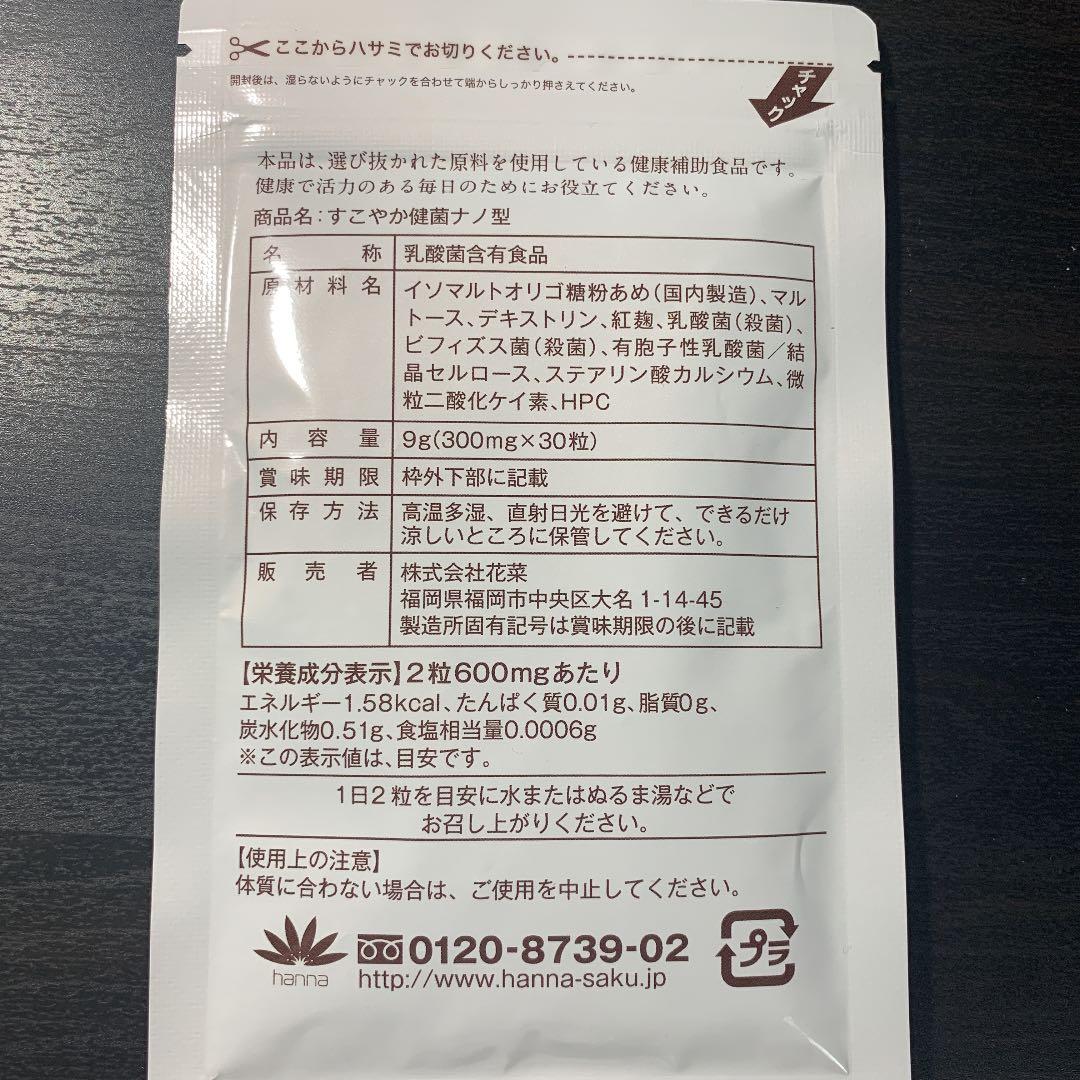 ここからハサミでお切りください。
開封後は、湿らないようにチャックを合わせて端からしっかり押さえてください。
チャック
本品は、選び抜かれた原料を使用している健康補助食品です。
健康で活力のある毎日のためにお役立てください。
商品名：すこやか健菌ナノ型
名称 乳酸菌含有食品
原材料名 イソマルトオリゴ糖粉あめ（国内製造）、マル
トース、デキストリン、紅麹、乳酸菌（殺菌）、
ビフィズス菌（殺菌）、有胞子性乳酸菌／結
晶セルロース、ステアリン酸カルシウム、微
粒二酸化ケイ素、HPC
内容量 9g（300mg×30粒）
賞味期限 枠外下部に記載
保存方法 高温多湿、直射日光を避けて、できるだけ
涼しいところに保管してください。
販売者 株式会社花菜
福岡県福岡市中央区大名 1-14-45
製造所固有記号は賞味期限の後に記載
【栄養成分表示】2粒600mgあたり
エネルギー1.58kcal、たんぱく質0.01g、脂質0g、
炭水化物0.51g、食塩相当量0.0006g
※この表示値は、目安です。
1日2粒を目安に水またはぬるま湯などで
お召し上がりください。
【使用上の注意】
体質に合わない場合は、ご使用を中止してください。
hanna
0120-8739-02
http://www.hanna-saku.jp
プラ